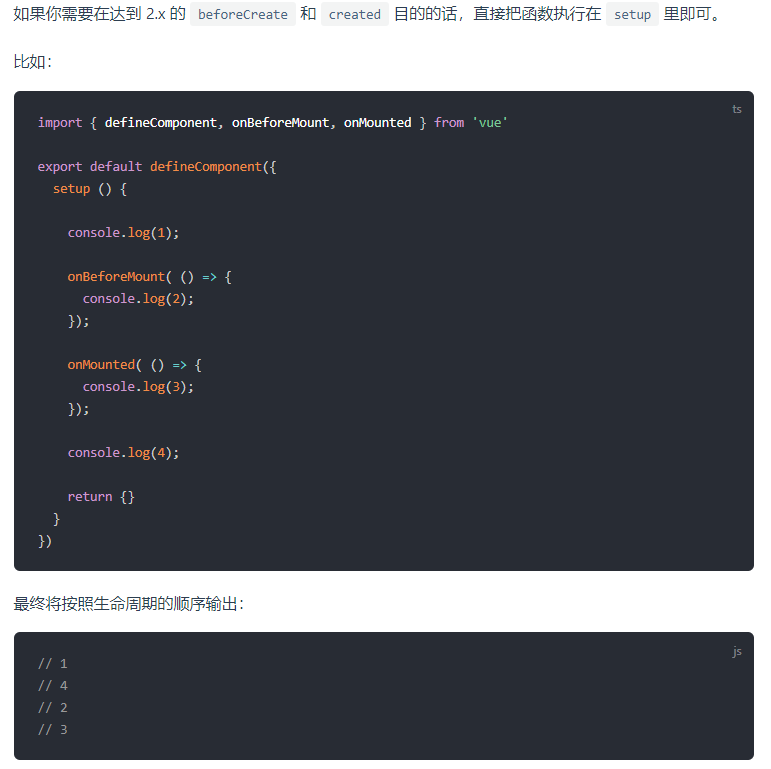 如果你需要在达到 2.x 的 beforeCreate 和 created 目的的话，直接把函数执行在 setup 里即可。
比如：
ts
import { defineComponent, onBeforeMount, onMounted } from 'vue'
export default defineComponent({
  setup () {
    console.log(1);
    onBeforeMount( () => {
      console.log(2);
    });
    onMounted( () => {
      console.log(3);
    });
    console.log(4);
    return {}
  }
})
最终将按照生命周期的顺序输出：
js
// 1
// 4
// 2
// 3